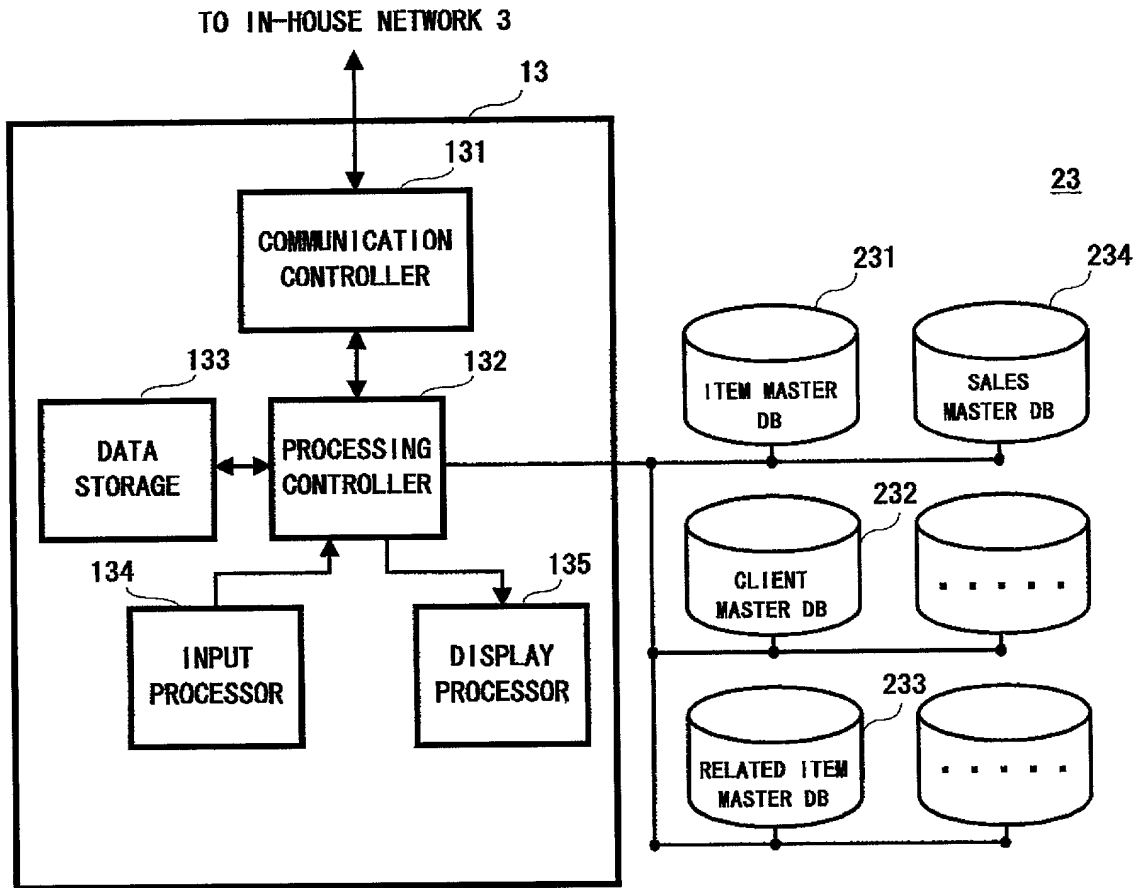 TO IN-HOUSE NETWORK 3
13
131
COMMUNICATION
CONTROLLER
23
231
234
ITEM MASTER
DB
SALES
MASTER DB
133
132
DATA
STORAGE
PROCESSING
CONTROLLER
232
CLIENT
MASTER DB
.....
134
135
INPUT
PROCESSOR
DISPLAY
PROCESSOR
233
RELATED ITEM
MASTER DB
.....